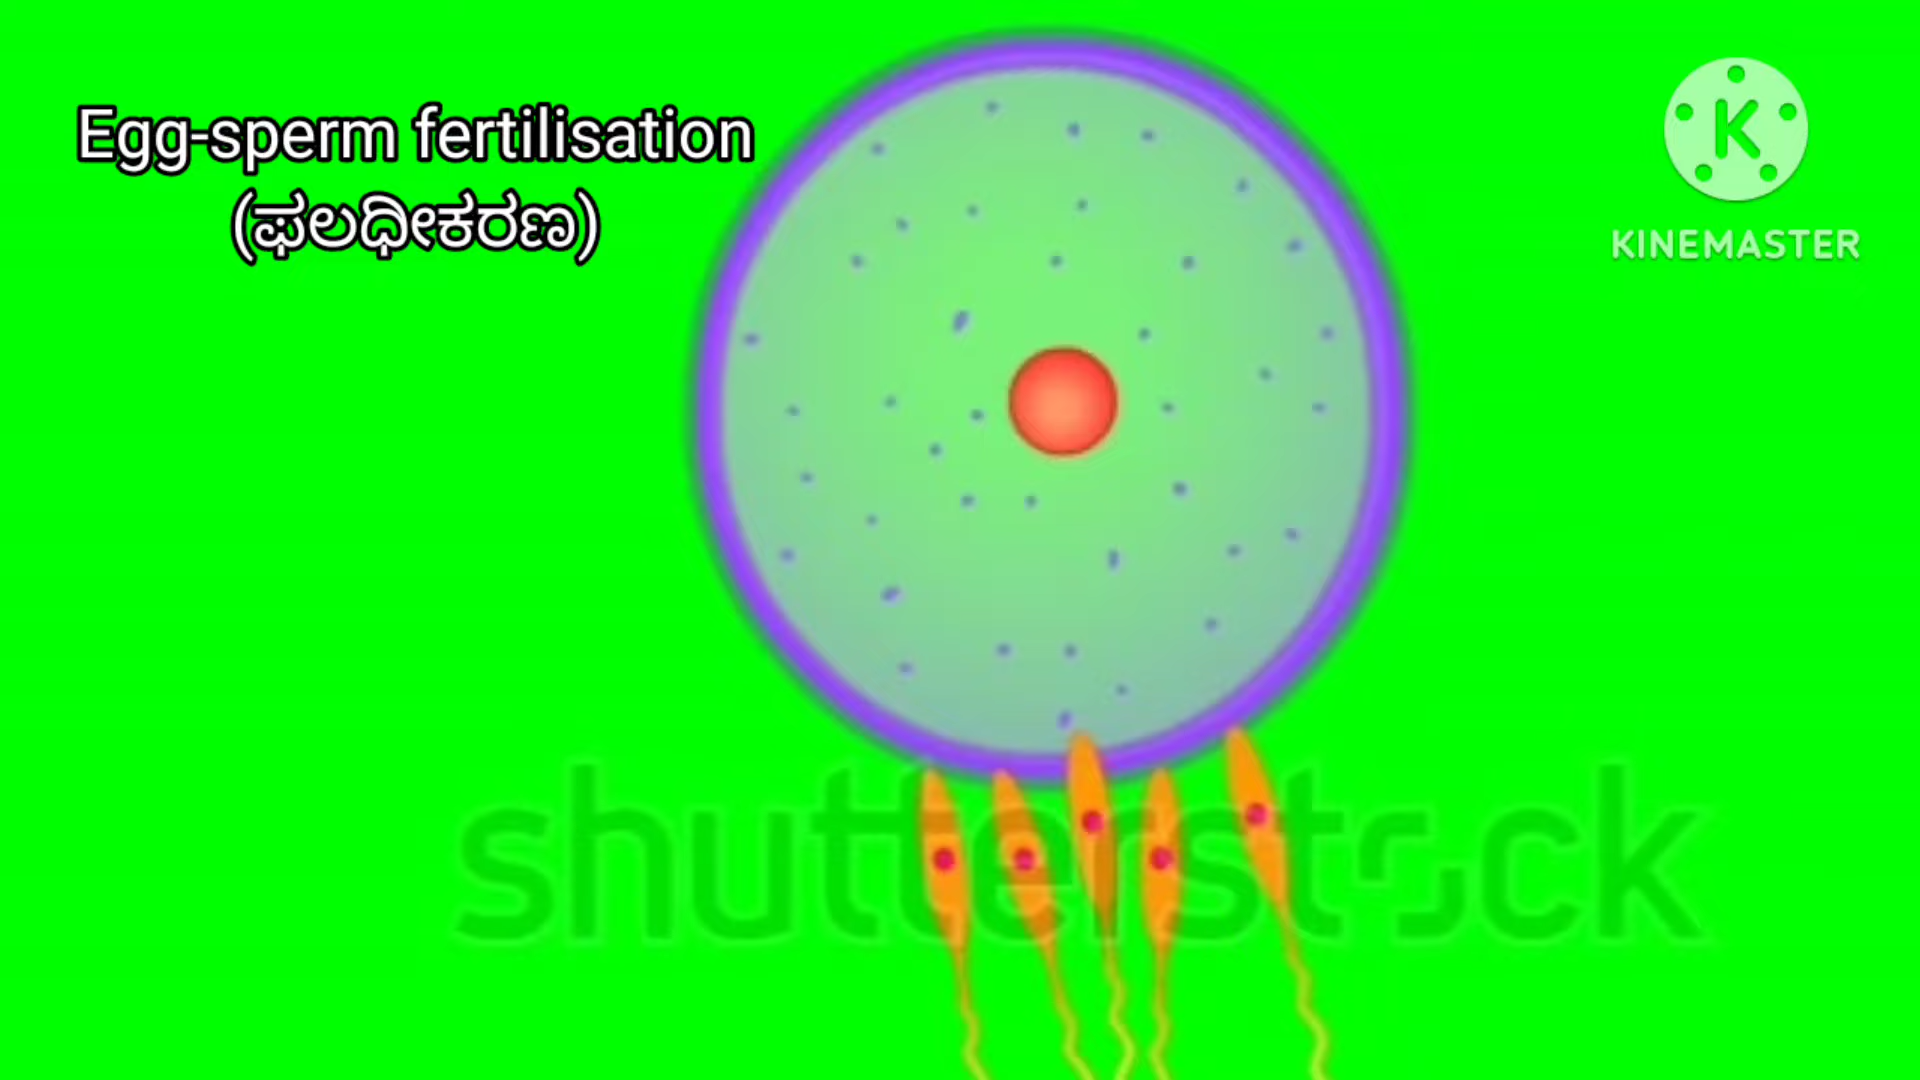 Egg-sperm fertilisation
(ಫಲಧೀಕರಣ)
K
KINEMASTER
shutterstock